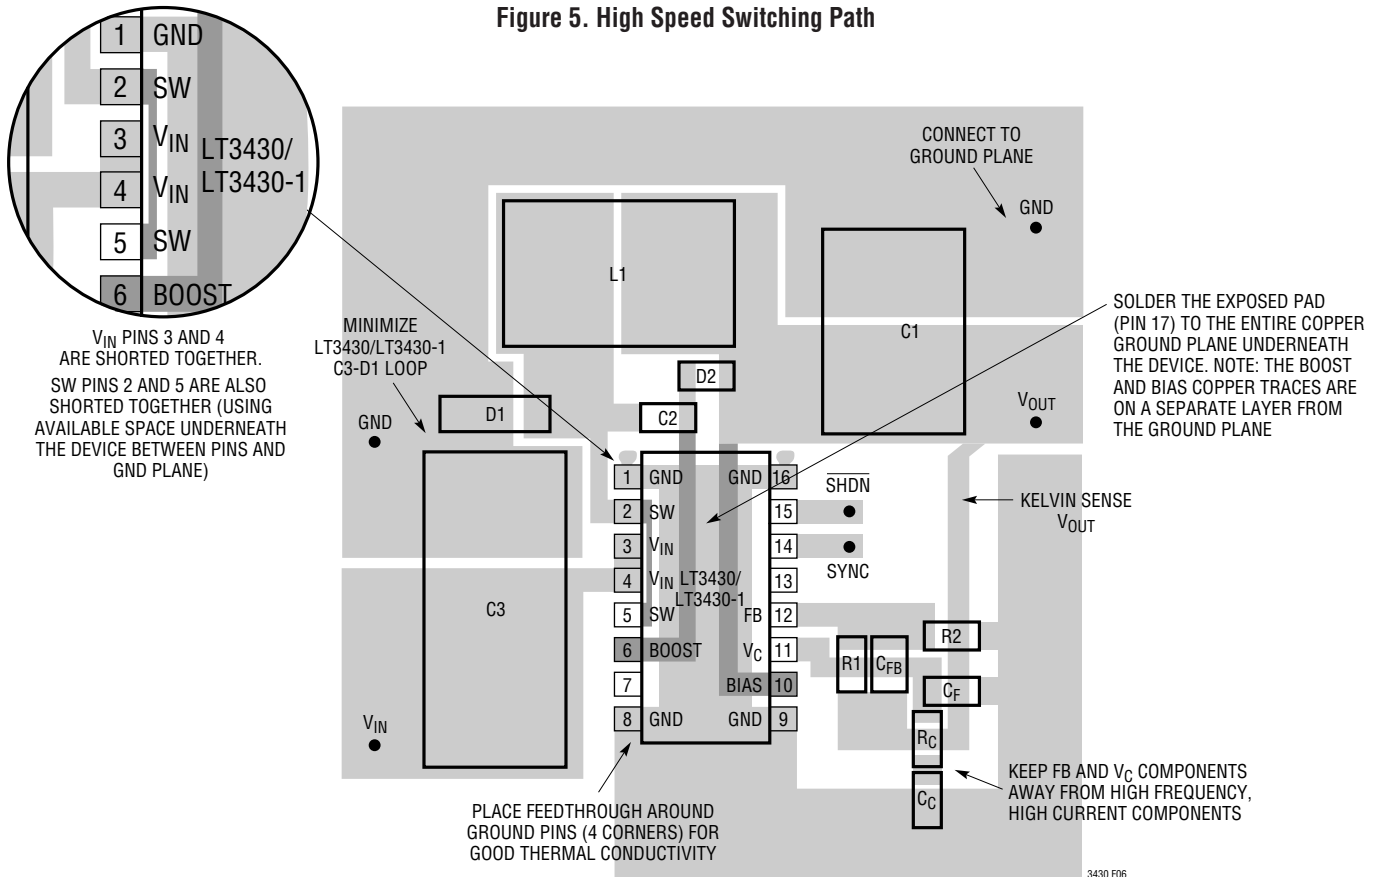 Figure 5. High Speed Switching Path
1 GND
2 SW
3 VIN
4 VIN
5 SW
6 BOOST
LT3430/
LT3430-1
VIN PINS 3 AND 4
ARE SHORTED TOGETHER.
SW PINS 2 AND 5 ARE ALSO
SHORTED TOGETHER (USING
AVAILABLE SPACE UNDERNEATH
THE DEVICE BETWEEN PINS AND
GND PLANE)
MINIMIZE
LT3430/LT3430-1
C3-D1 LOOP
GND
D1
L1
D2
C2
C1
CONNECT TO
GROUND PLANE
GND
VOUT
SOLDER THE EXPOSED PAD
(PIN 17) TO THE ENTIRE COPPER
GROUND PLANE UNDERNEATH
THE DEVICE. NOTE: THE BOOST
AND BIAS COPPER TRACES ARE
ON A SEPARATE LAYER FROM
THE GROUND PLANE
KELVIN SENSE
VOUT
C3
VIN
1 GND
2 SW
3 VIN
4 VIN
5 SW
6 BOOST
7
8 GND
LT3430/
LT3430-1
GND 16
15
14
13
FB 12
VC 11
BIAS 10
GND 9
SHDN
SYNC
R1
CFB
R2
CF
RC
CC
PLACE FEEDTHROUGH AROUND
GROUND PINS (4 CORNERS) FOR
GOOD THERMAL CONDUCTIVITY
KEEP FB AND VC COMPONENTS
AWAY FROM HIGH FREQUENCY,
HIGH CURRENT COMPONENTS
3430 F06